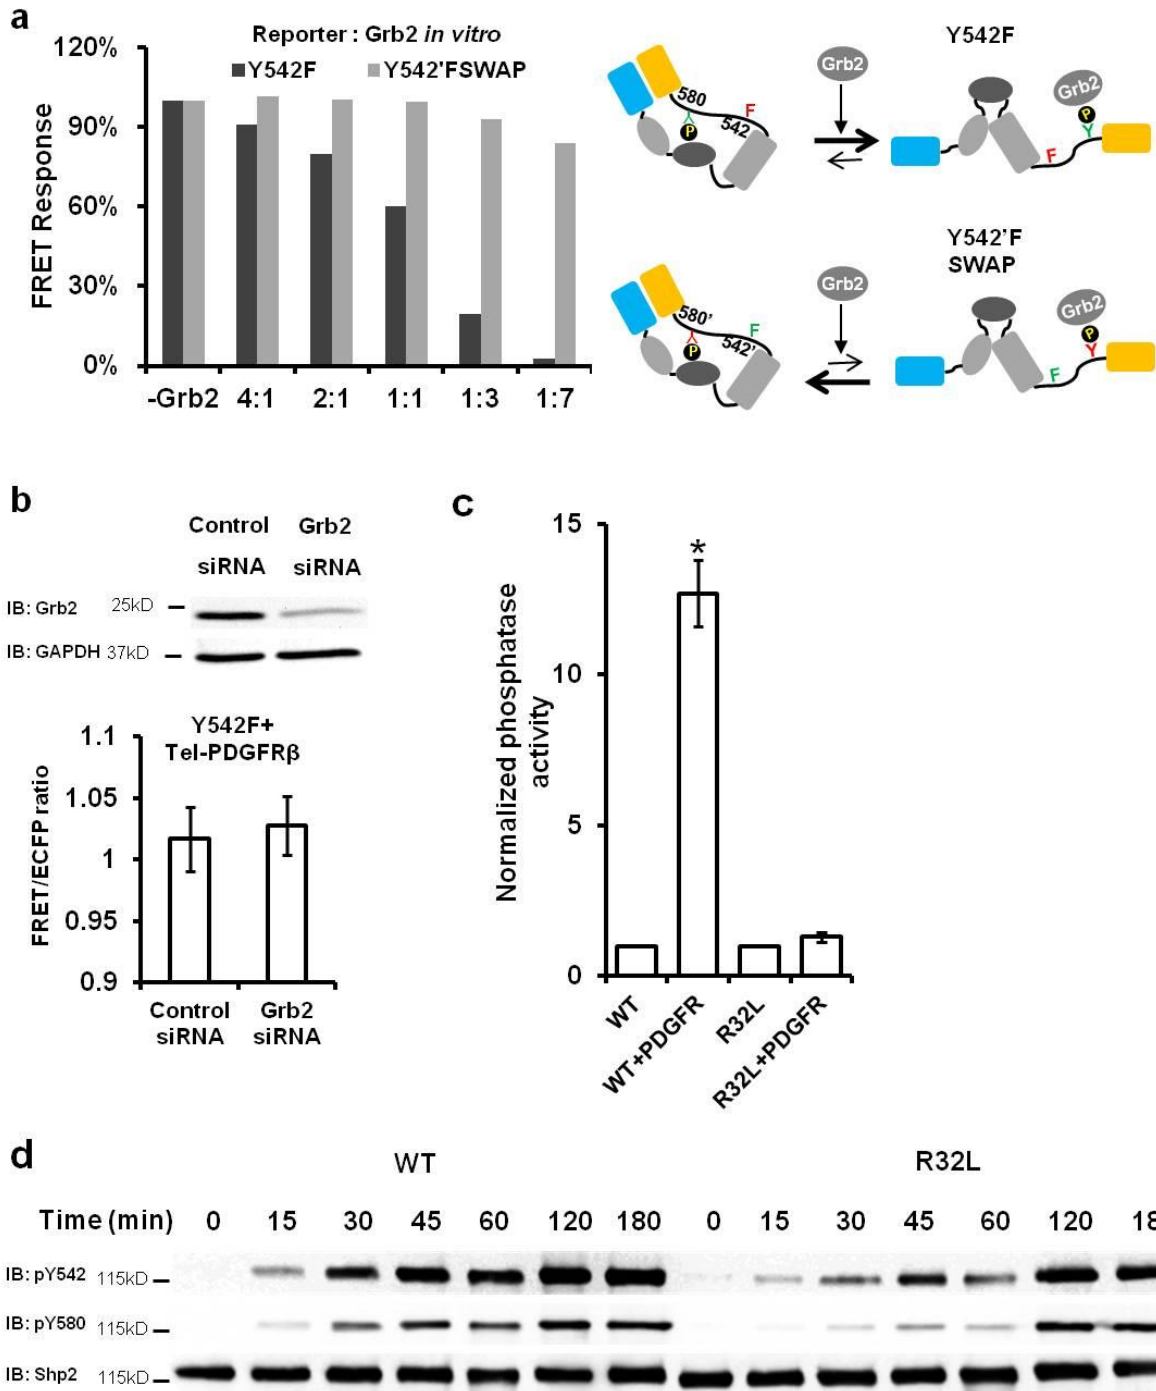 a
Reporter : Grb2 in vitro
Y542F Y542'FSWAP
FRET Response
120%
90%
60%
30%
0%
-Grb2 4:1 2:1 1:1 1:3 1:7
Y542F
580
542
F
P
Grb2
Grb2
P
Y
F
Y542'F
SWAP
580'
542'
F
P
Grb2
Grb2
P
Y
F
b
Control Grb2
siRNA siRNA
IB: Grb2 25kD
IB: GAPDH 37kD
Y542F+
Tel-PDGFRβ
FRET/ECFP ratio
1.1
1.05
1
0.95
0.9
Control Grb2
siRNA siRNA
c
Normalized phosphatase
activity
15
10
5
0
*
WT
WT+PDGFR
R32L
R32L+PDGFR
d
WT R32L
Time (min) 0 15 30 45 60 120 180 0 15 30 45 60 120 18
IB: pY542 115kD
IB: pY580 115kD
IB: Shp2 115kD